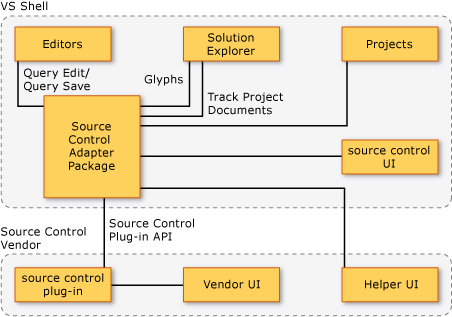 VS Shell
Editors
Solution
Explorer
Projects
Query Edit/
Query Save
Glyphs
Track Project
Documents
Source
Control
Adapter
Package
source control
UI
Source Control
Plug-in API
Source Control
Vendor
source control
plug-in
Vendor UI
Helper UI